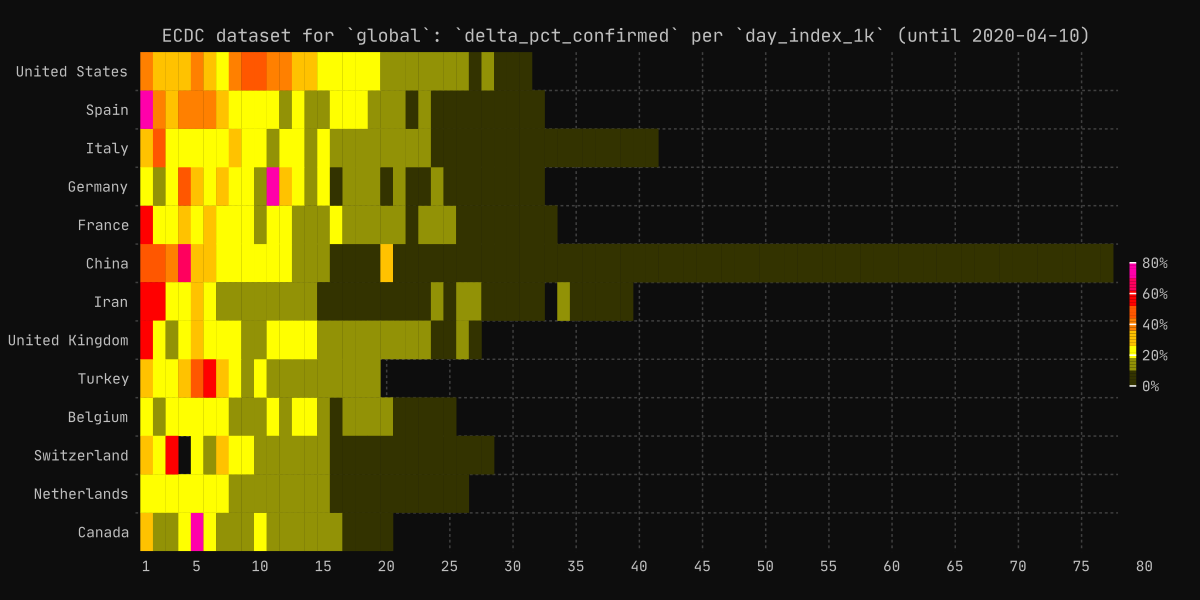 ECDC dataset for `global`: `delta_pct_confirmed` per `day_index_1k` (until 2020-04-10)
United States
Spain
Italy
Germany
France
China
Iran
United Kingdom
Turkey
Belgium
Switzerland
Netherlands
Canada
80%
60%
40%
20%
0%
1 5 10 15 20 25 30 35 40 45 50 55 60 65 70 75 80